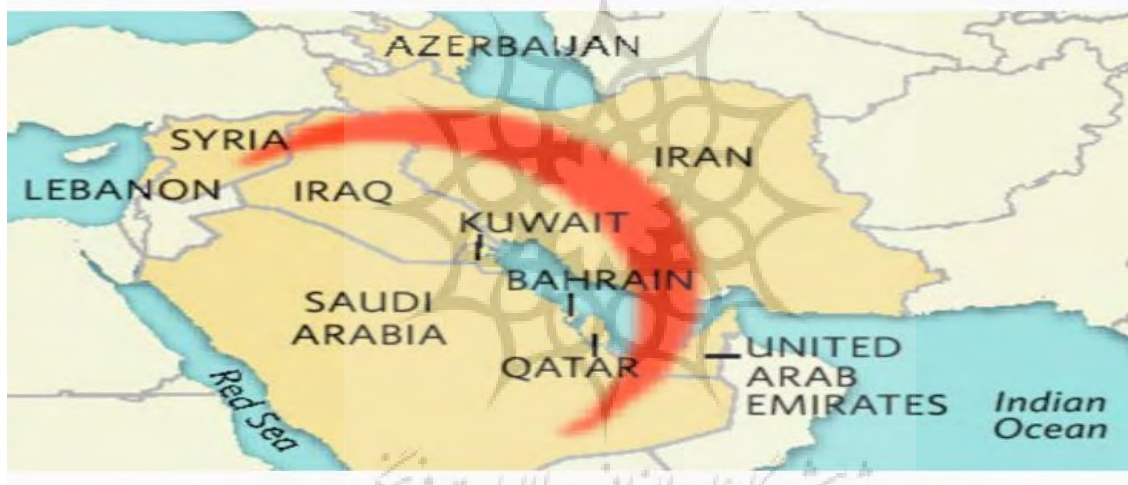 AZERBAIJAN
SYRIA
IRAN
LEBANON
IRAQ
KUWAIT
BAHRAIN
SAUDI
ARABIA
QATAR
UNITED
ARAB
EMIRATES
Red Sea
Indian
Ocean